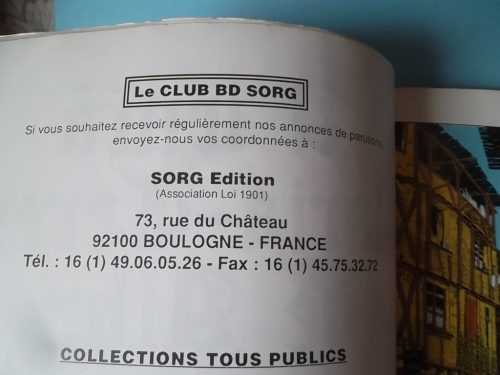 Le CLUB BD SORG
Si vous souhaitez recevoir régulièrement nos annonces de parutions,
envoyez-nous vos coordonnées à :
SORG Edition
(Association Loi 1901)
73, rue du Château
92100 BOULOGNE - FRANCE
Tél. : 16 (1) 49.06.05.26 - Fax : 16 (1) 45.75.32.72
COLLECTIONS TOUS PUBLICS